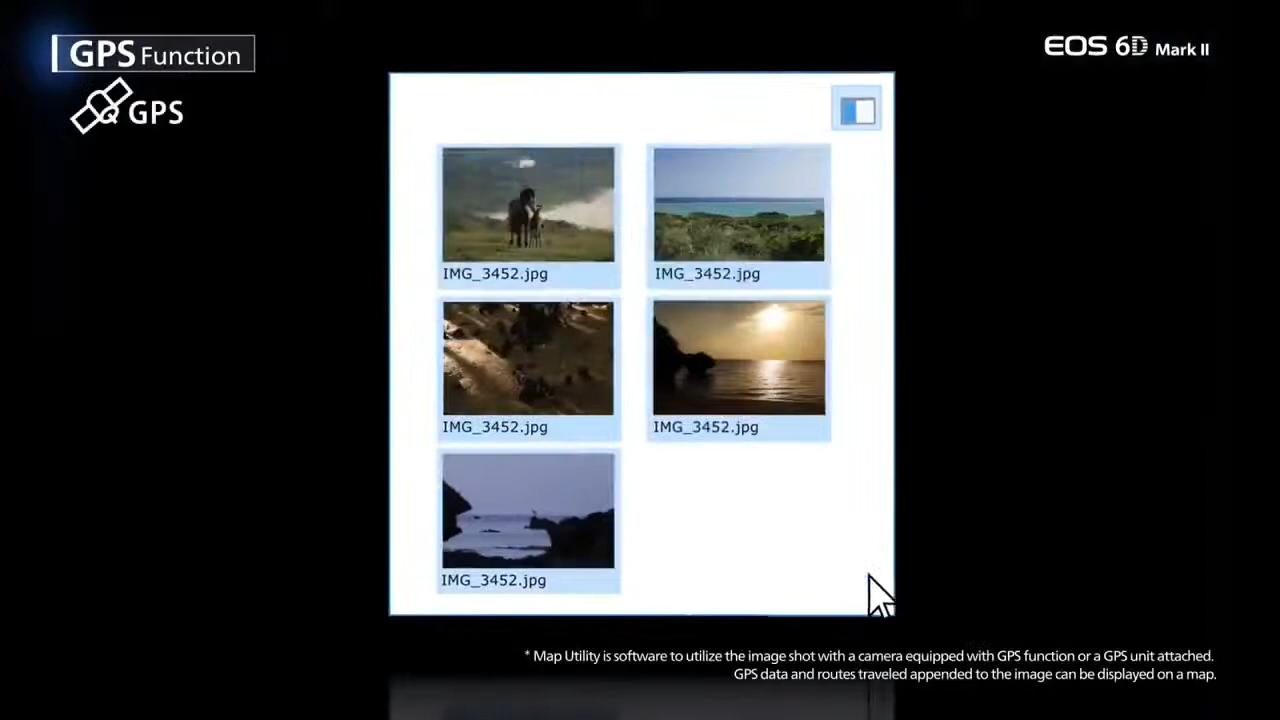 GPS Function
EOS 6D Mark II
GPS
IMG_3452.jpg
IMG_3452.jpg
IMG_3452.jpg
IMG_3452.jpg
IMG_3452.jpg
* Map Utility is software to utilize the image shot with a camera equipped with GPS function or a GPS unit attached.
GPS data and routes traveled appended to the image can be displayed on a map.